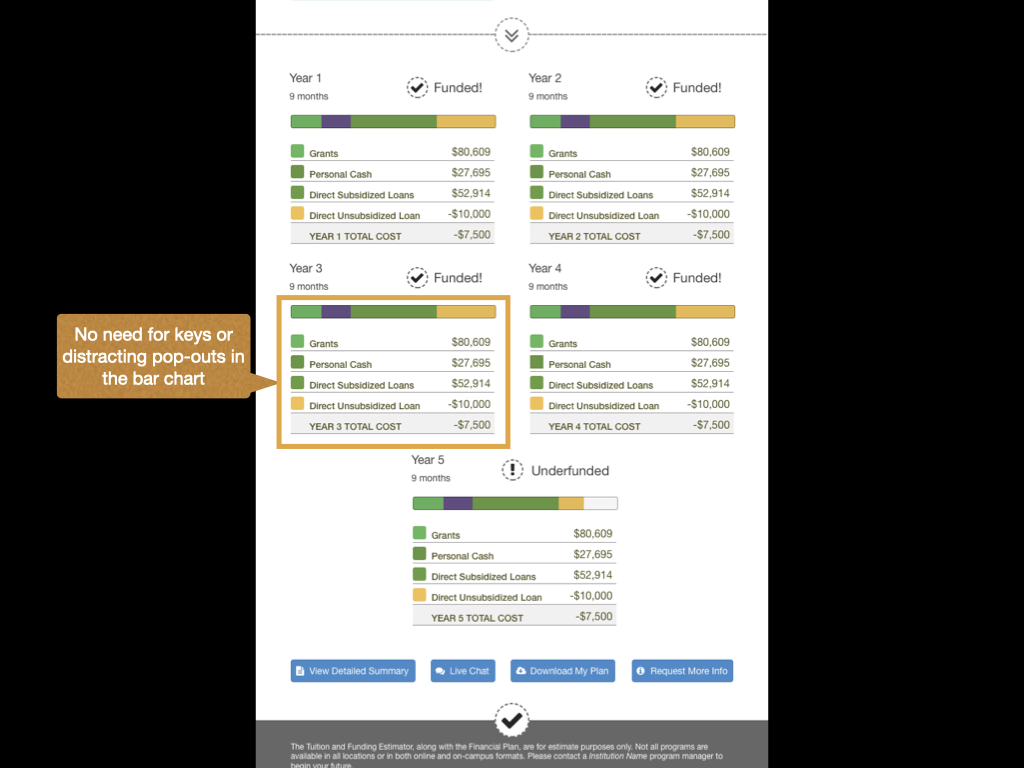 Year 1
9 months
Funded!
Grants $80,609
Personal Cash $27,695
Direct Subsidized Loans $52,914
Direct Unsubsidized Loan -$10,000
YEAR 1 TOTAL COST -$7,500
Year 2
9 months
Funded!
Grants $80,609
Personal Cash $27,695
Direct Subsidized Loans $52,914
Direct Unsubsidized Loan -$10,000
YEAR 2 TOTAL COST -$7,500
No need for keys or
distracting pop-outs in
the bar chart
Year 3
9 months
Funded!
Grants $80,609
Personal Cash $27,695
Direct Subsidized Loans $52,914
Direct Unsubsidized Loan -$10,000
YEAR 3 TOTAL COST -$7,500
Year 4
9 months
Funded!
Grants $80,609
Personal Cash $27,695
Direct Subsidized Loans $52,914
Direct Unsubsidized Loan -$10,000
YEAR 4 TOTAL COST -$7,500
Year 5
9 months
Underfunded
Grants $80,609
Personal Cash $27,695
Direct Subsidized Loans $52,914
Direct Unsubsidized Loan -$10,000
YEAR 5 TOTAL COST -$7,500
View Detailed Summary
Live Chat
Download My Plan
Request More Info
The Tuition and Funding Estimator, along with the Financial Plan, are for estimate purposes only. Not all programs are
available in all locations or in both online and on-campus formats. Please contact a Institution Name program manager to
begin your future.